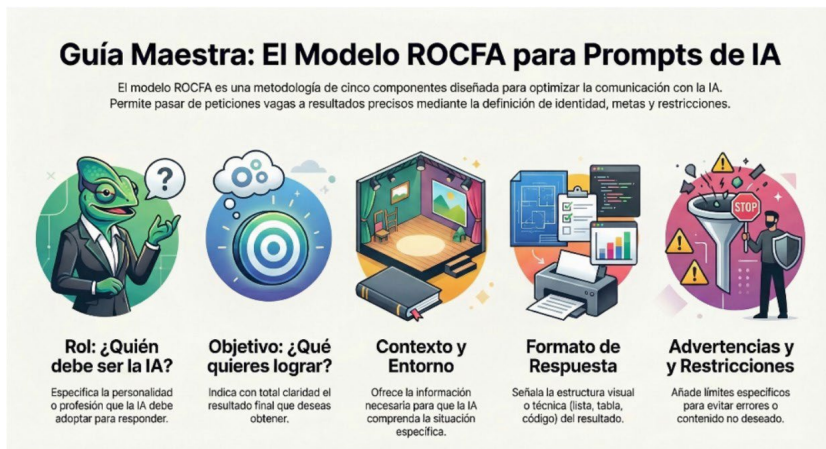 Guía Maestra: El Modelo ROCFA para Prompts de IA
El modelo ROCFA es una metodología de cinco componentes diseñada para optimizar la comunicación con la IA.
Permite pasar de peticiones vagas a resultados precisos mediante la definición de identidad, metas y restricciones.
?
STOP
Rol: ¿Quién
debe ser la IA?
Especifica la personalidad
o profesión que la IA debe
adoptar para responder.
Objetivo: ¿Qué
quieres lograr?
Indica con total claridad el
resultado final que deseas
obtener.
Contexto y
Entorno
Ofrece la información
necesaria para que la IA
comprenda la situación
específica.
Formato de
Respuesta
Señala la estructura visual
o técnica (lista, tabla,
código) del resultado.
Advertencias y
y Restricciones
Añade límites específicos
para evitar errores o
contenido no deseado.